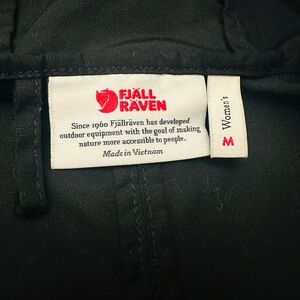 FJÄLL
RÄVEN
Since 1960 Fjällräven has developed
outdoor equipment with the goal of making
nature more accessible to people.
Made in Vietnam
Women's
M